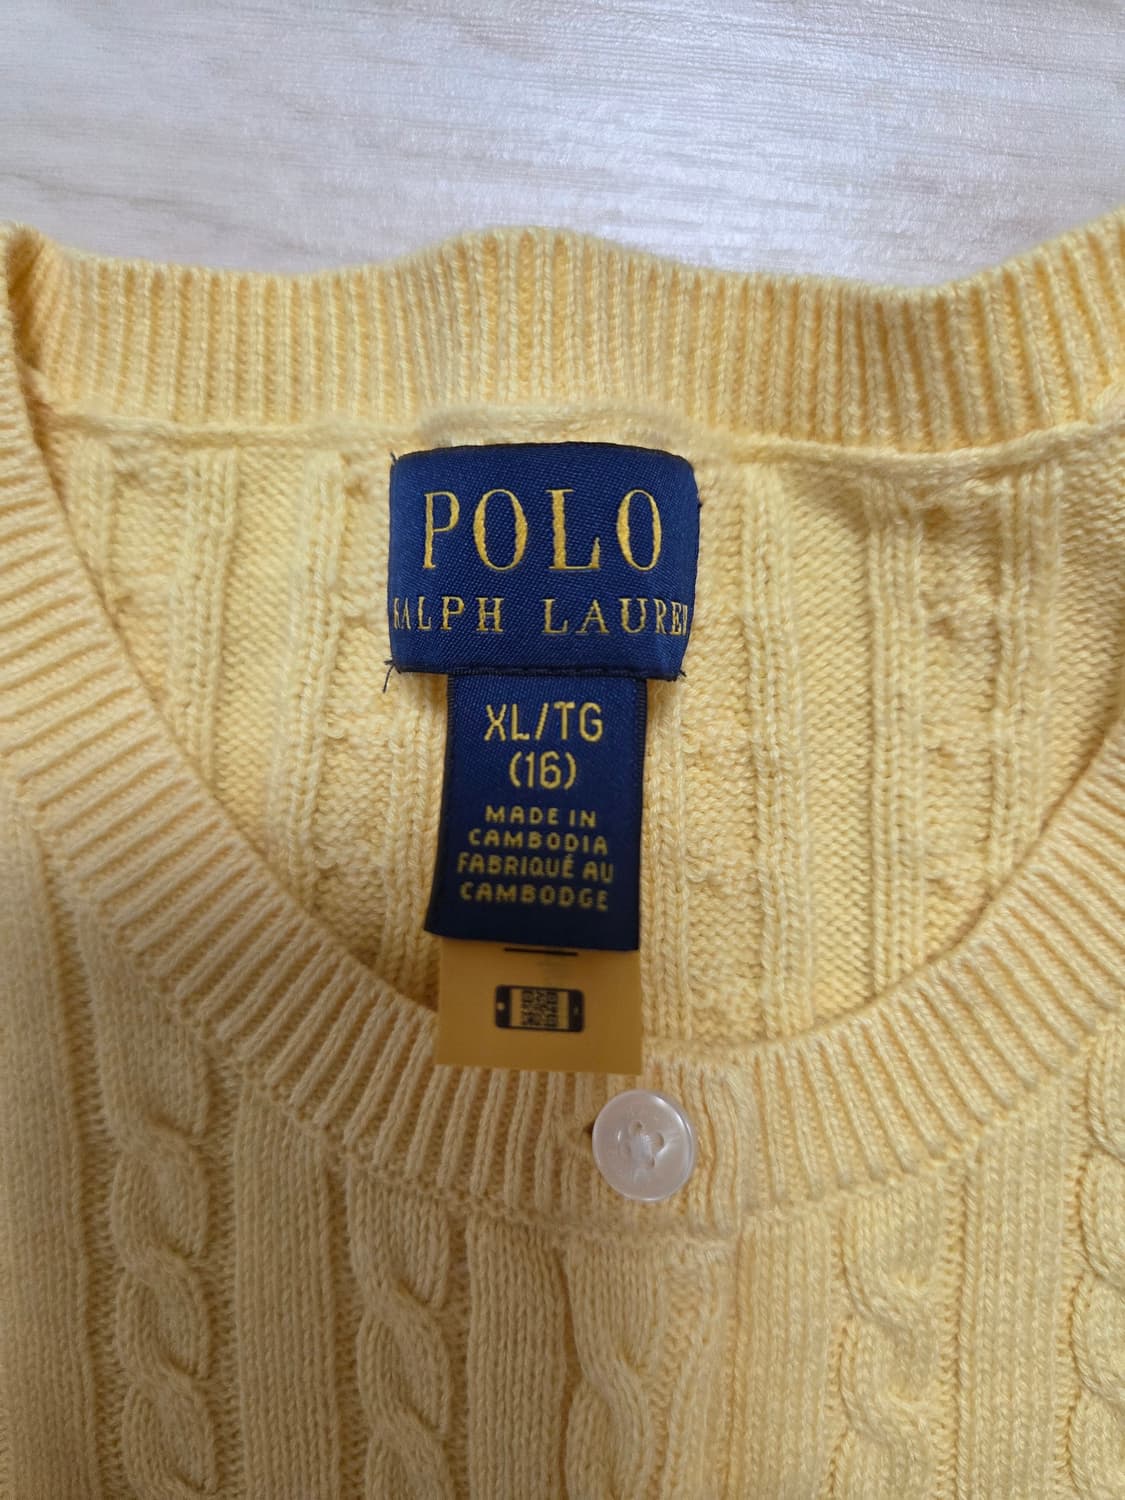 POLO
RALPH LAUREN
XL/TG
(16)
MADE IN
CAMBODIA
FABRIQUÉ AU
CAMBODGE